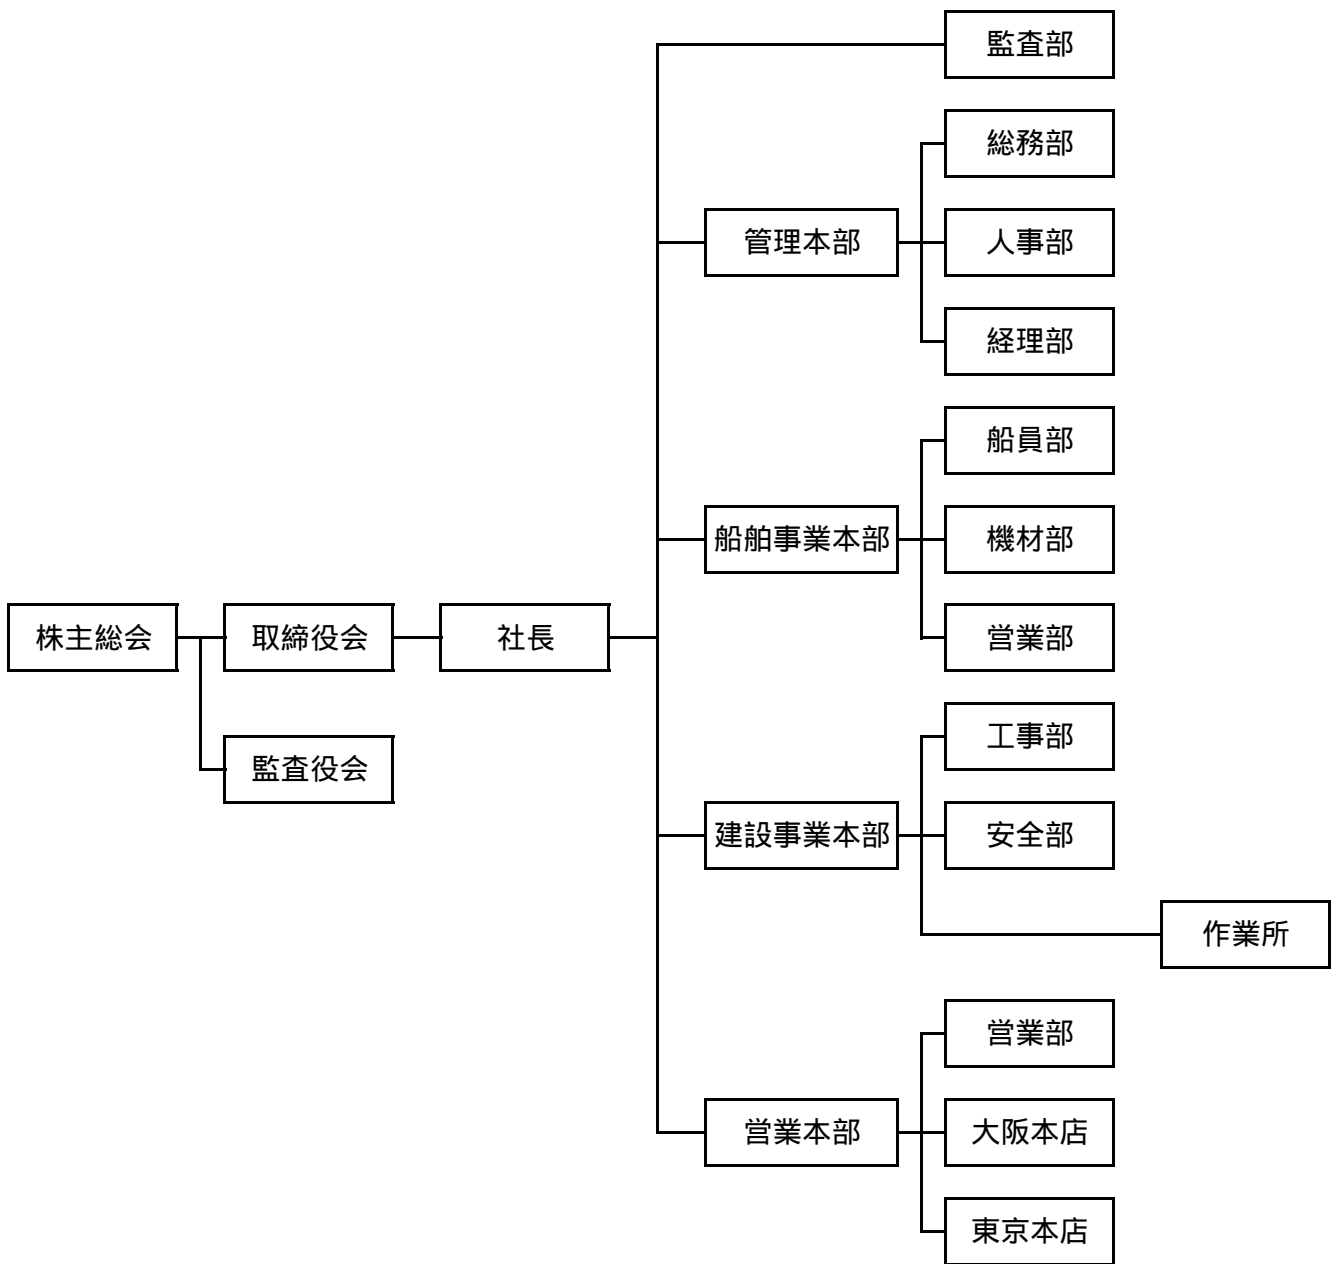 監査部
総務部
管理本部
人事部
経理部
船員部
船舶事業本部
機材部
株主総会
取締役会
社長
営業部
工事部
監査役会
建設事業本部
安全部
作業所
営業部
営業本部
大阪本店
東京本店